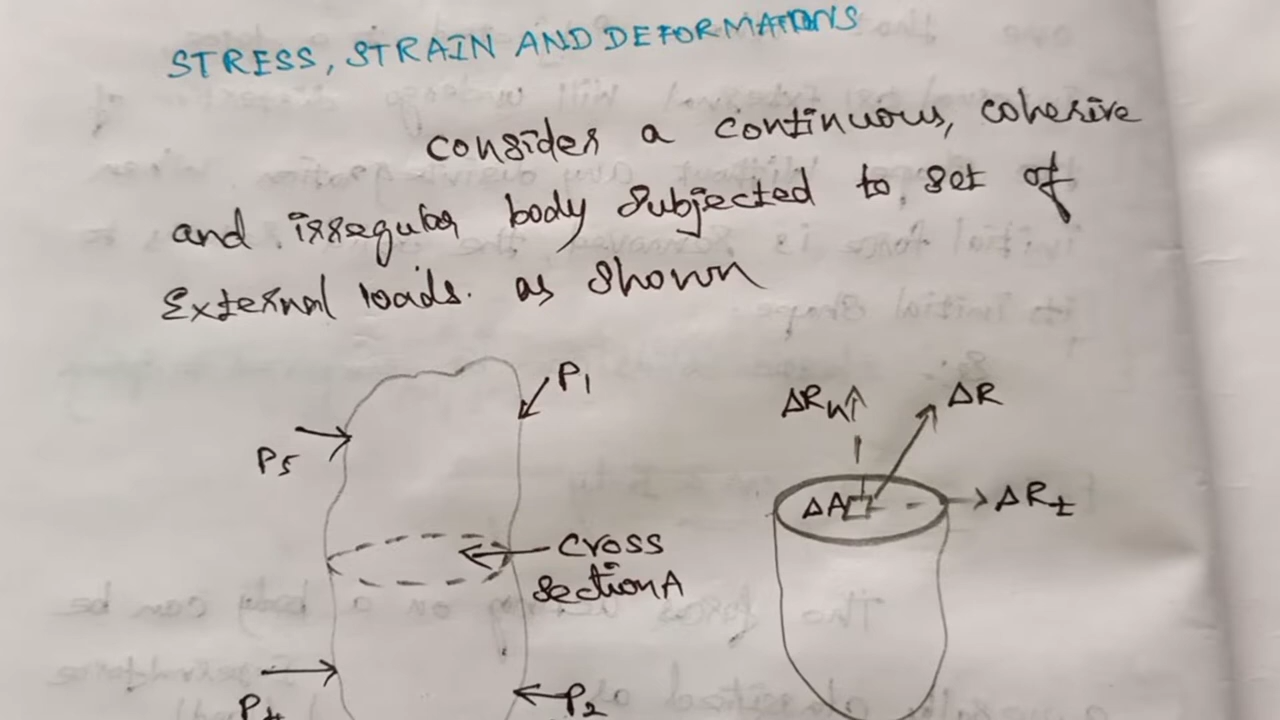 STRESS, STRAIN AND DEFORMATIONS
consider a continuous, cohesive
and irregular body subjected to set of
External loads. as shown
P1
P5
ΔRn
ΔR
ΔA
ΔRt
cross
section A
P4
P2